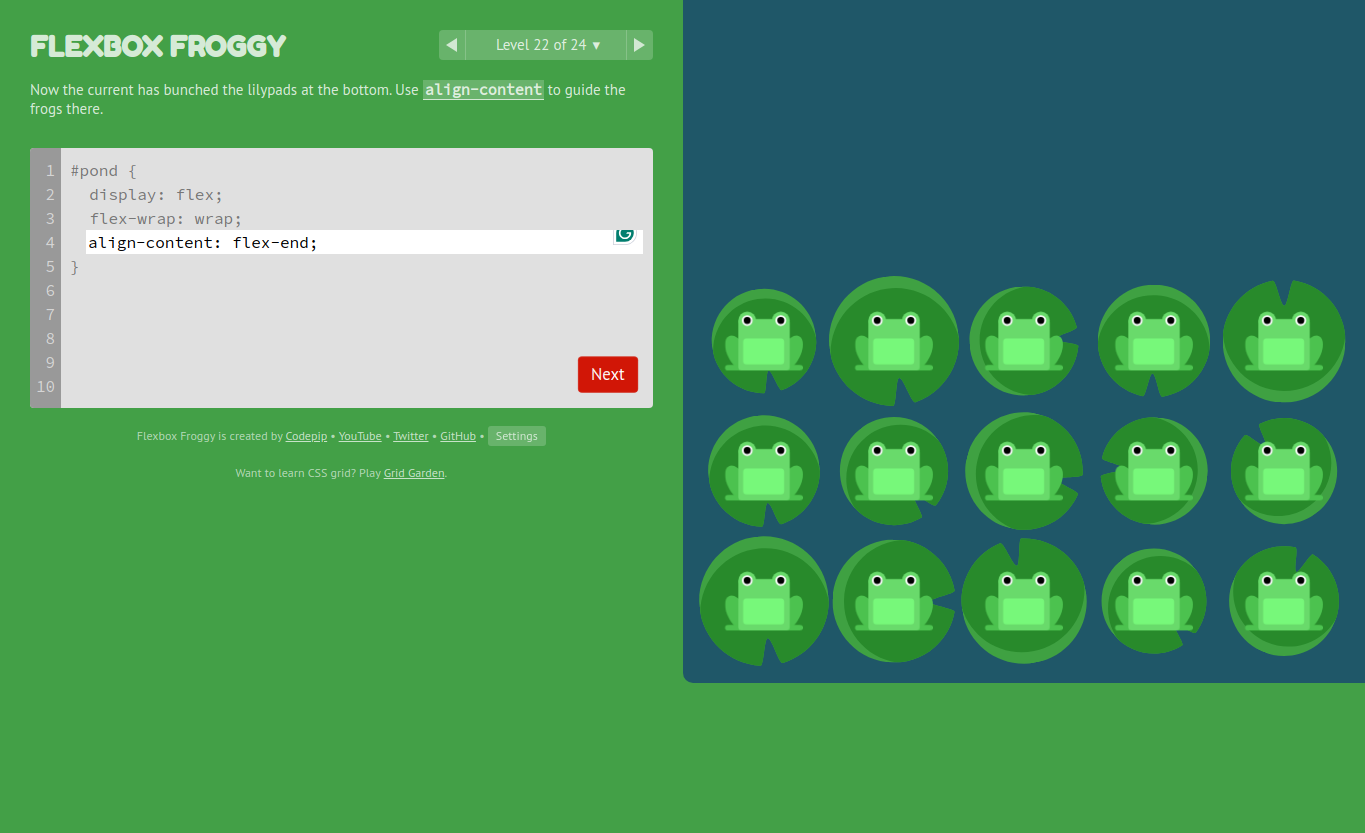 FLEXBOX FROGGY
◀ Level 22 of 24 ▾ ▶
Now the current has bunched the lilypads at the bottom. Use align-content to guide the
frogs there.
1 #pond {
2 display: flex;
3 flex-wrap: wrap;
4 align-content: flex-end;
5 }
6
7
8
9
10
Next
Flexbox Froggy is created by Codepip • YouTube • Twitter • GitHub • Settings
Want to learn CSS grid? Play Grid Garden.